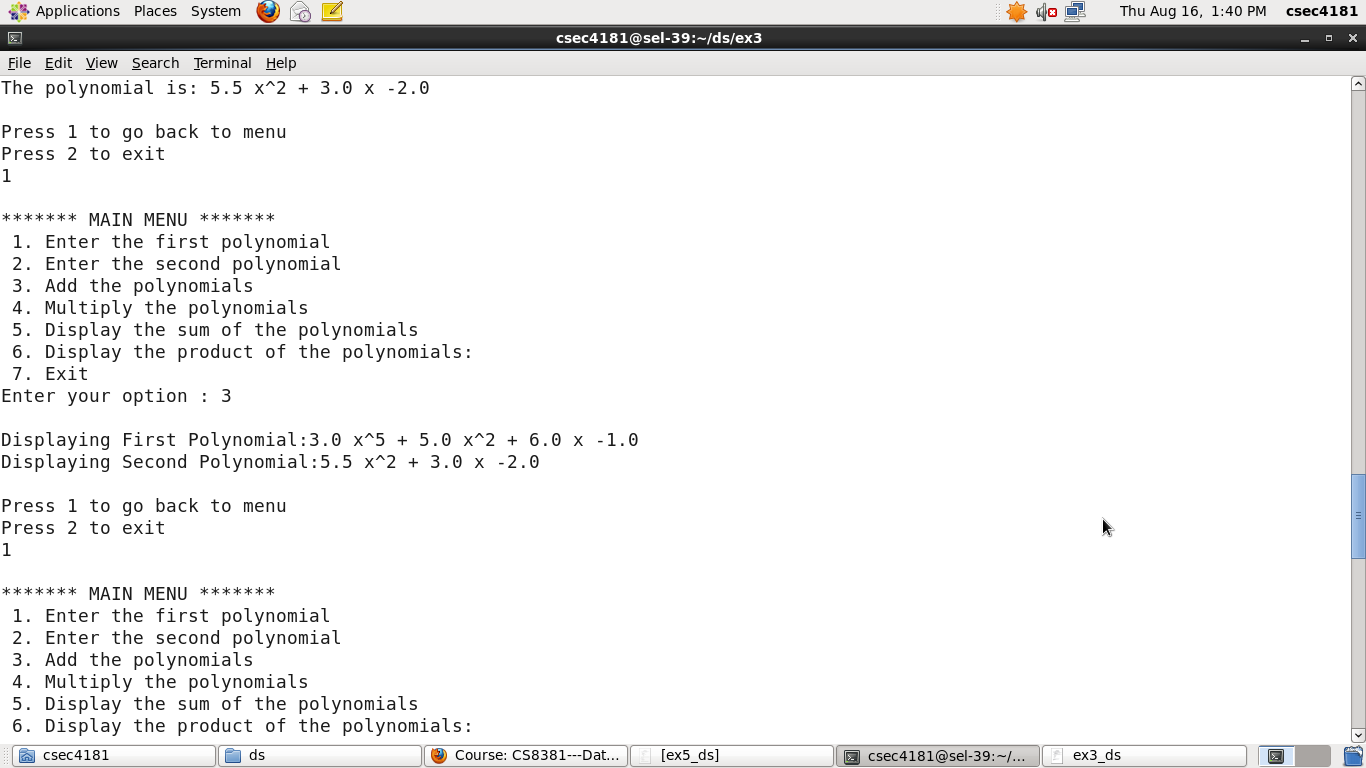 Applications Places System Thu Aug 16, 1:40 PM csec4181
csec4181@sel-39:~/ds/ex3
File Edit View Search Terminal Help
The polynomial is: 5.5 x^2 + 3.0 x -2.0
Press 1 to go back to menu
Press 2 to exit
1
******* MAIN MENU *******
1. Enter the first polynomial
2. Enter the second polynomial
3. Add the polynomials
4. Multiply the polynomials
5. Display the sum of the polynomials
6. Display the product of the polynomials:
7. Exit
Enter your option : 3
Displaying First Polynomial:3.0 x^5 + 5.0 x^2 + 6.0 x -1.0
Displaying Second Polynomial:5.5 x^2 + 3.0 x -2.0
Press 1 to go back to menu
Press 2 to exit
1
******* MAIN MENU *******
1. Enter the first polynomial
2. Enter the second polynomial
3. Add the polynomials
4. Multiply the polynomials
5. Display the sum of the polynomials
6. Display the product of the polynomials:
csec4181 ds Course: CS8381---Dat... [ex5_ds] csec4181@sel-39:~/... ex3_ds